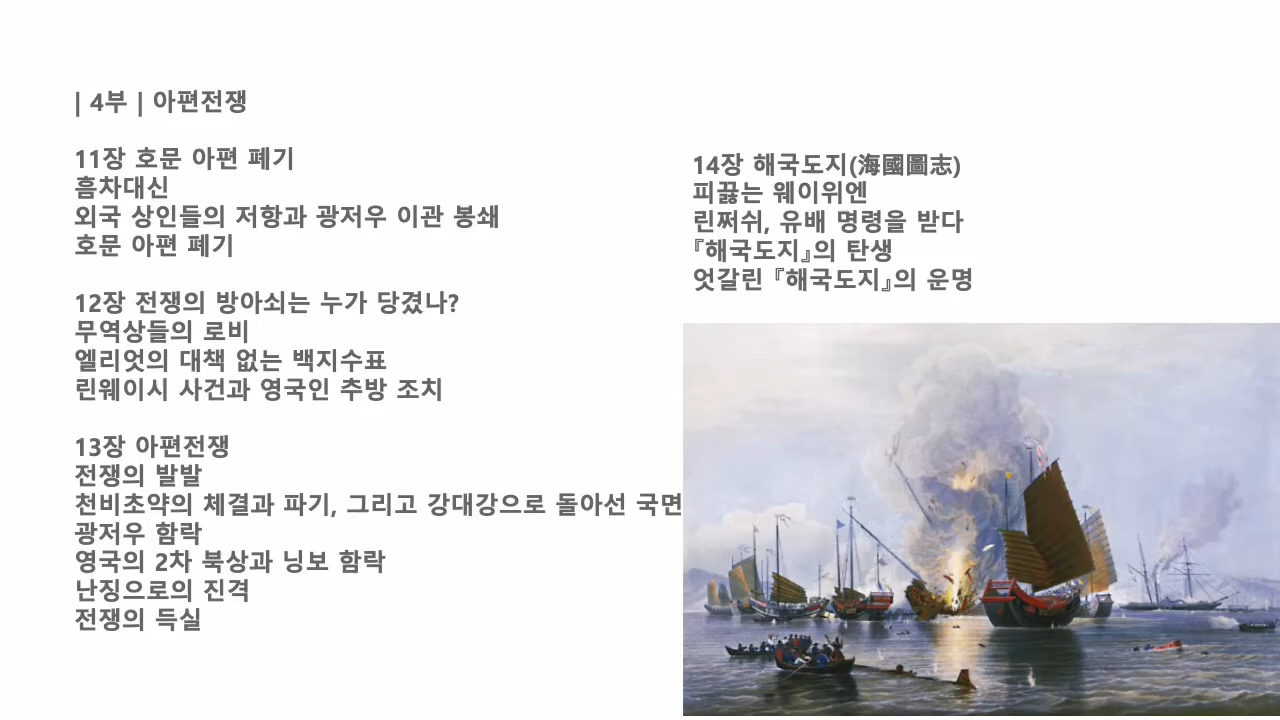 | 4부 | 아편전쟁
11장 호문 아편 폐기
흠차대신
외국 상인들의 저항과 광저우 이관 봉쇄
호문 아편 폐기
12장 전쟁의 방아쇠는 누가 당겼나?
무역상들의 로비
엘리엇의 대책 없는 백지수표
린웨이시 사건과 영국인 추방 조치
13장 아편전쟁
전쟁의 발발
천비초약의 체결과 파기, 그리고 강대강으로 돌아선 국면
광저우 함락
영국의 2차 북상과 닝보 함락
난징으로의 진격
전쟁의 득실
14장 해국도지(海國圖志)
피끓는 웨이위엔
린쩌쉬, 유배 명령을 받다
『해국도지』의 탄생
엇갈린 『해국도지』의 운명